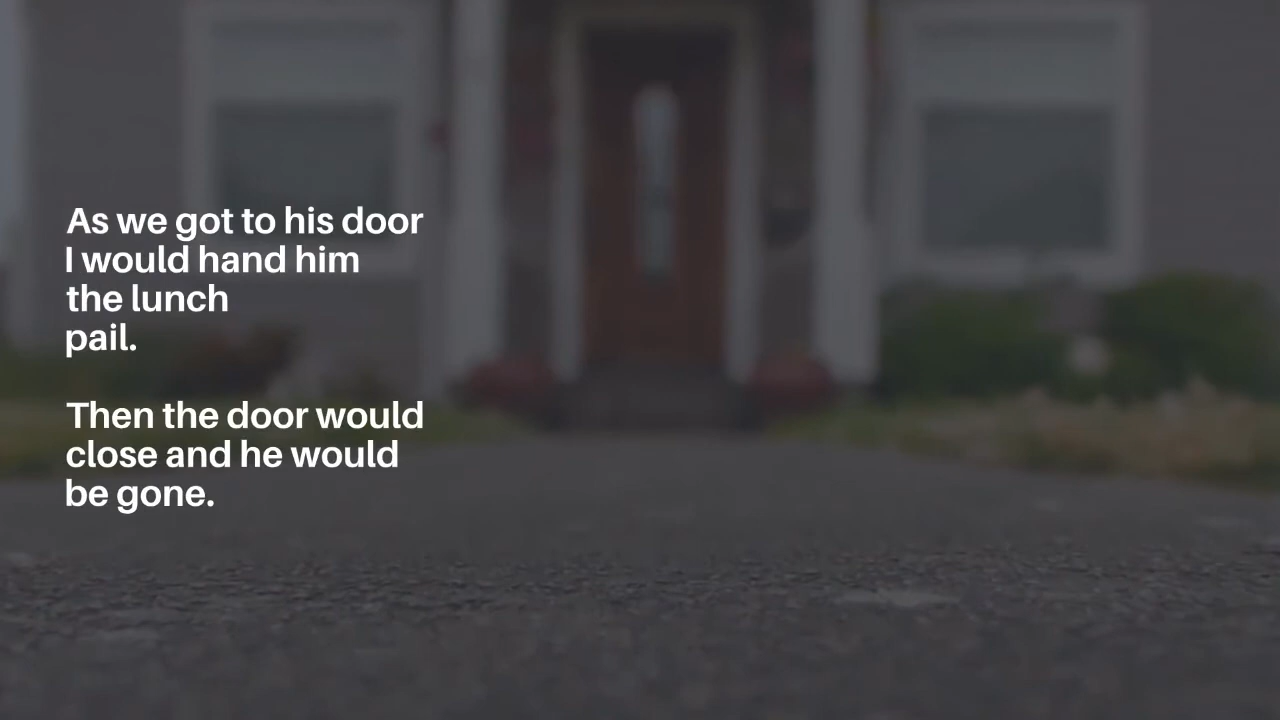 As we got to his door
I would hand him
the lunch
pail.
Then the door would
close and he would
be gone.